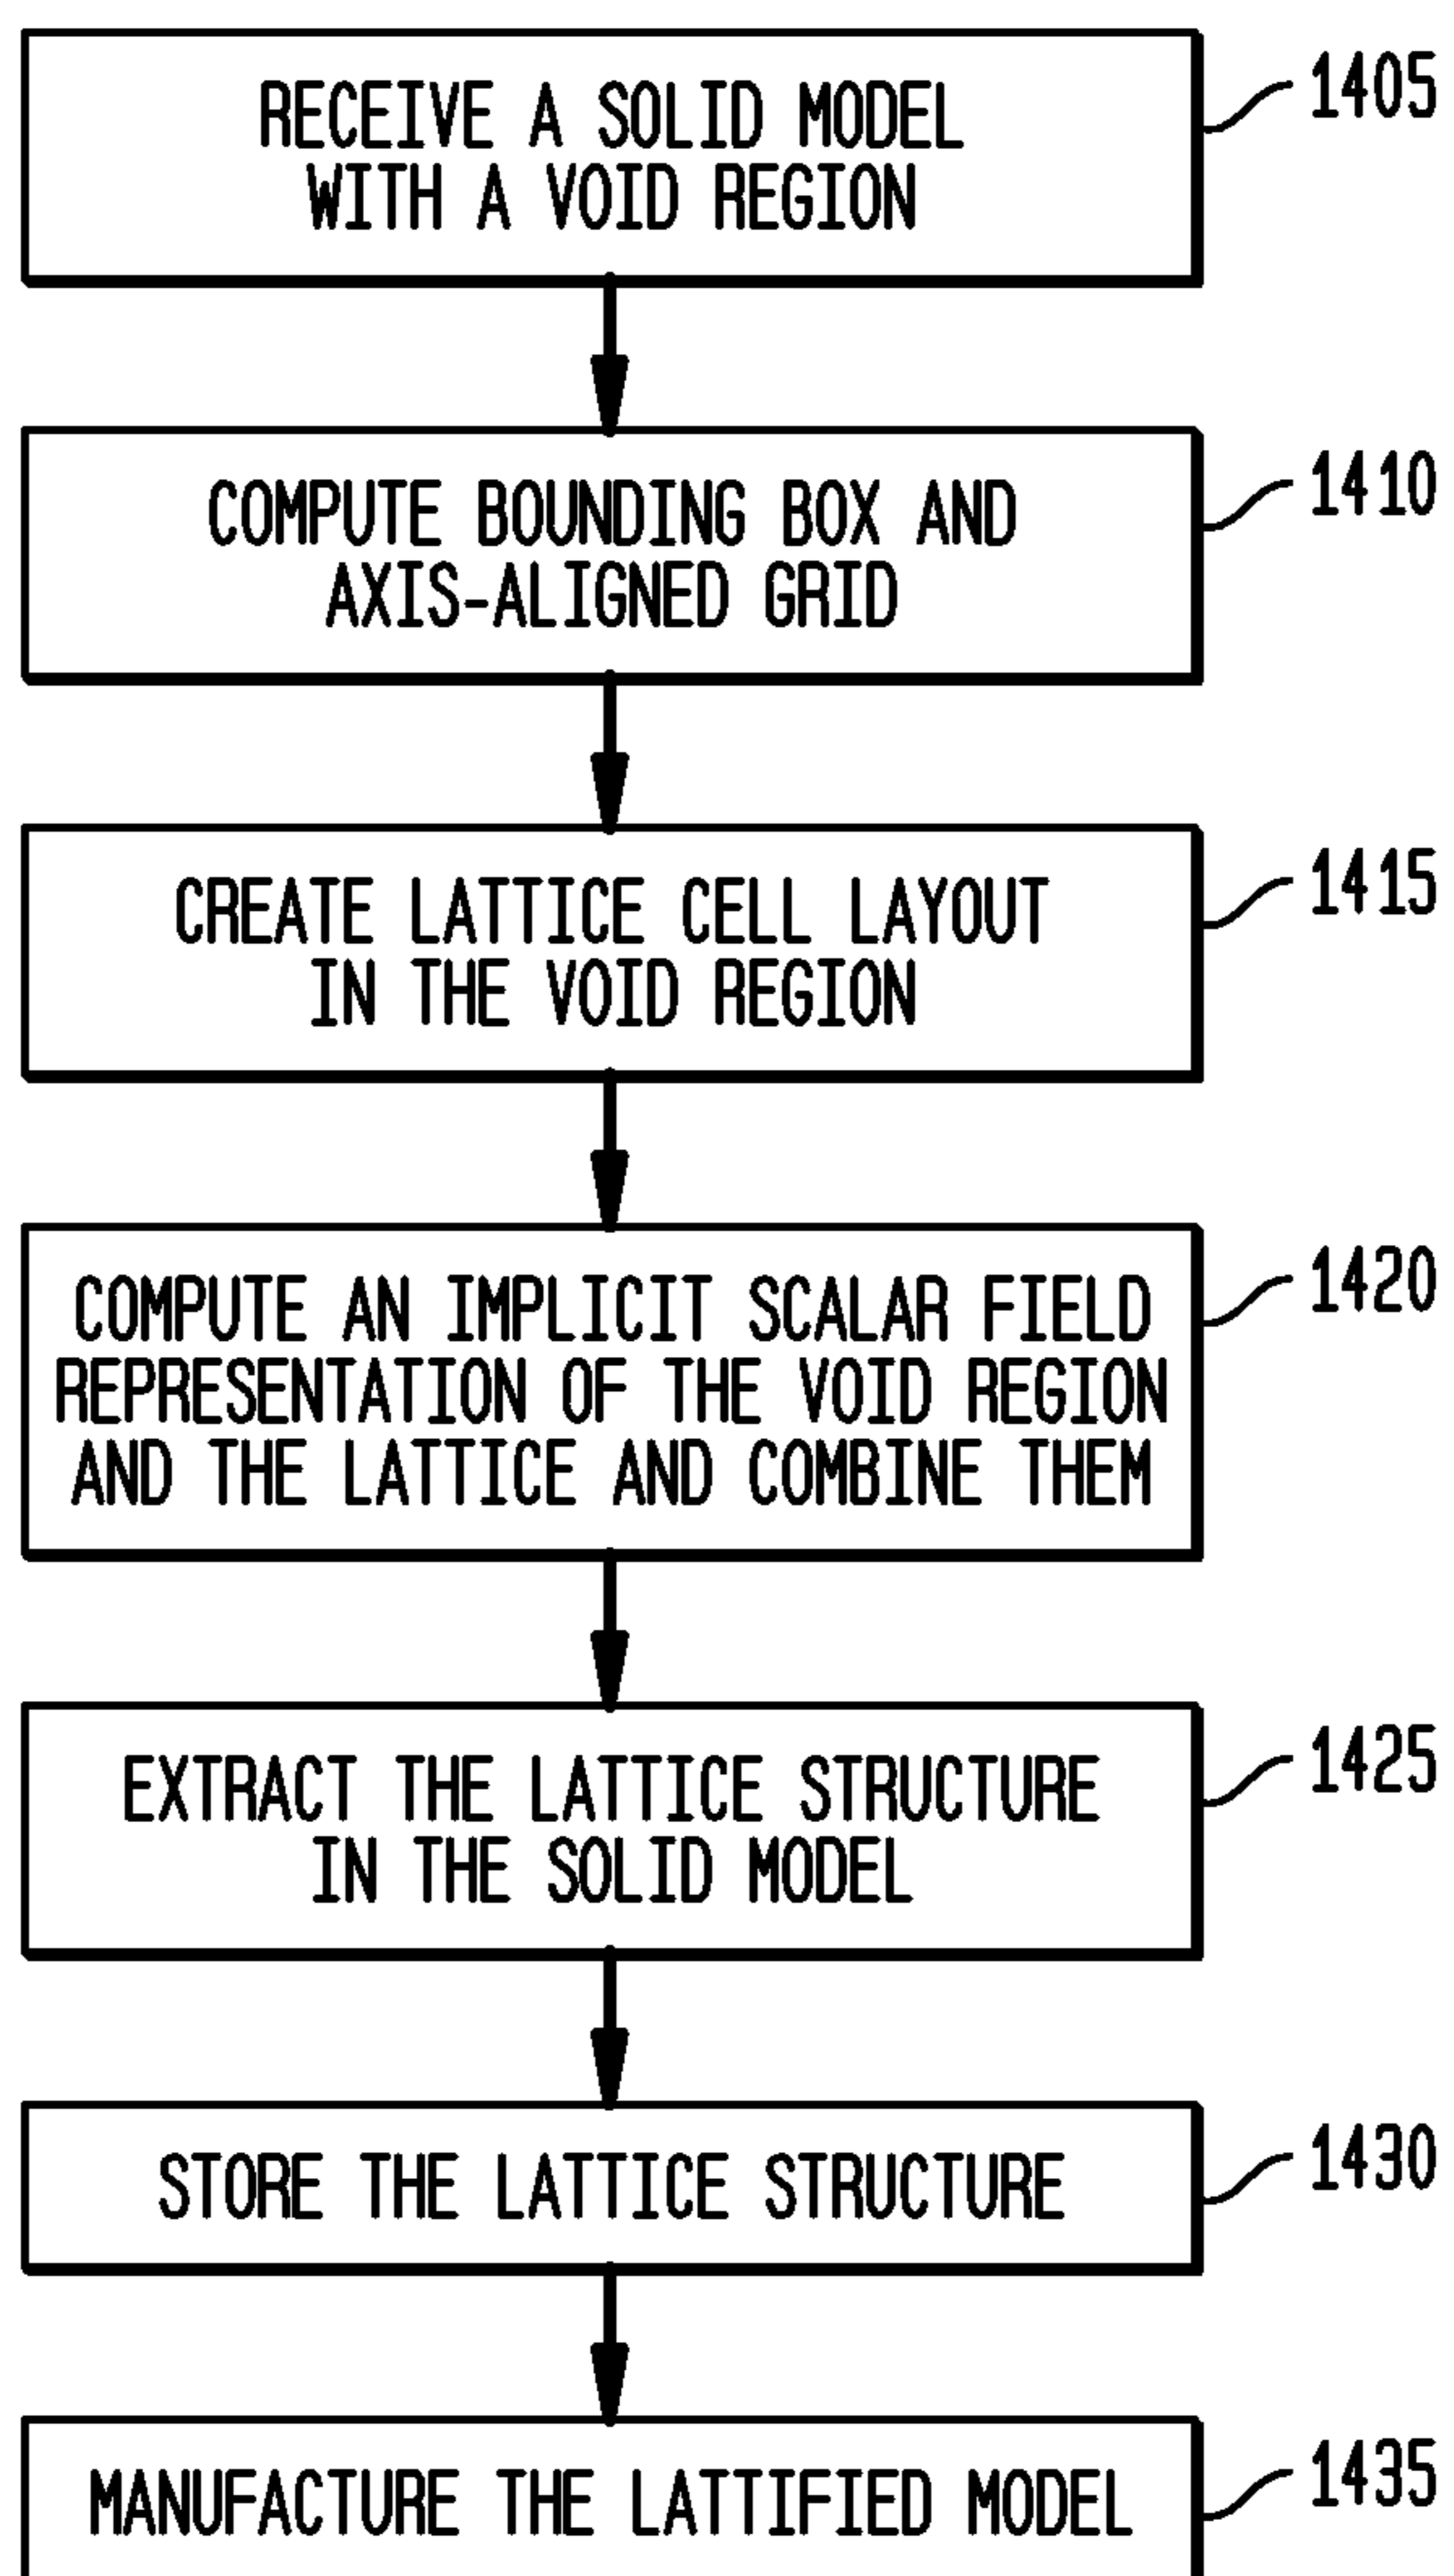 RECEIVE A SOLID MODEL
WITH A VOID REGION
1405
COMPUTE BOUNDING BOX AND
AXIS-ALIGNED GRID
1410
CREATE LATTICE CELL LAYOUT
IN THE VOID REGION
1415
COMPUTE AN IMPLICIT SCALAR FIELD
REPRESENTATION OF THE VOID REGION
AND THE LATTICE AND COMBINE THEM
1420
EXTRACT THE LATTICE STRUCTURE
IN THE SOLID MODEL
1425
STORE THE LATTICE STRUCTURE
1430
MANUFACTURE THE LATTIFIED MODEL
1435